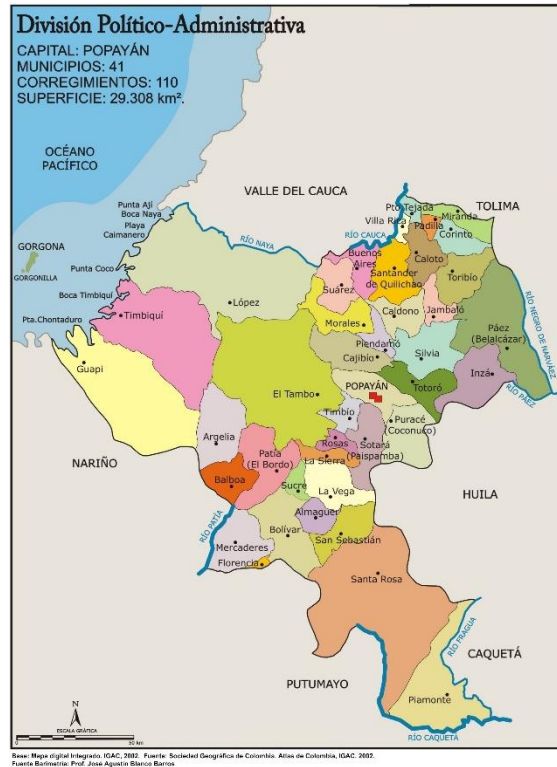 División Político-Administrativa
CAPITAL: POPAYÁN
MUNICIPIOS: 41
CORREGIMIENTOS: 110
SUPERFICIE: 29.308 km².
OCÉANO
PACÍFICO
VALLE DEL CAUCA
TOLIMA
Punta Ají
Boca Naya
Playa
Caimanero
GORGONA
GORGONILLA
Punta Coco
Boca Timbiquí
Pta.Chontaduro
RÍO NAYA
RÍO CAUCA
Pto Tejada
Villa Rica
Padilla
Miranda
Corinto
Buenos
Aires
Santander
de Quilichao
Caloto
Toribío
Suárez
López
Timbiquí
Morales
Caldono
Jambaló
Páez
(Belalcázar)
RÍO NEGRO DE NARVÁEZ
Piendamó
Cajibío
Silvia
Inzá
RÍO PÁEZ
Guapi
El Tambo
POPAYÁN
Totoró
Timbío
Puracé
(Coconuco)
Argelia
Rosas
Sotará
(Paispamba)
NARIÑO
Patía
(El Bordo)
La Sierra
Balboa
Sucre
La Vega
HUILA
Almaguer
RÍO PATÍA
Bolívar
San Sebastián
Mercaderes
Florencia
Santa Rosa
RÍO FRAGUA
CAQUETÁ
PUTUMAYO
Piamonte
RÍO CAQUETÁ
N
ESCALA GRÁFICA
0
50 km
Base: Mapa digital Integrado. IGAC, 2002. Fuente: Sociedad Geográfica de Colombia. Atlas de Colombia, IGAC. 2002.
Fuente Barimetría: Prof. José Agustín Blanco Barros